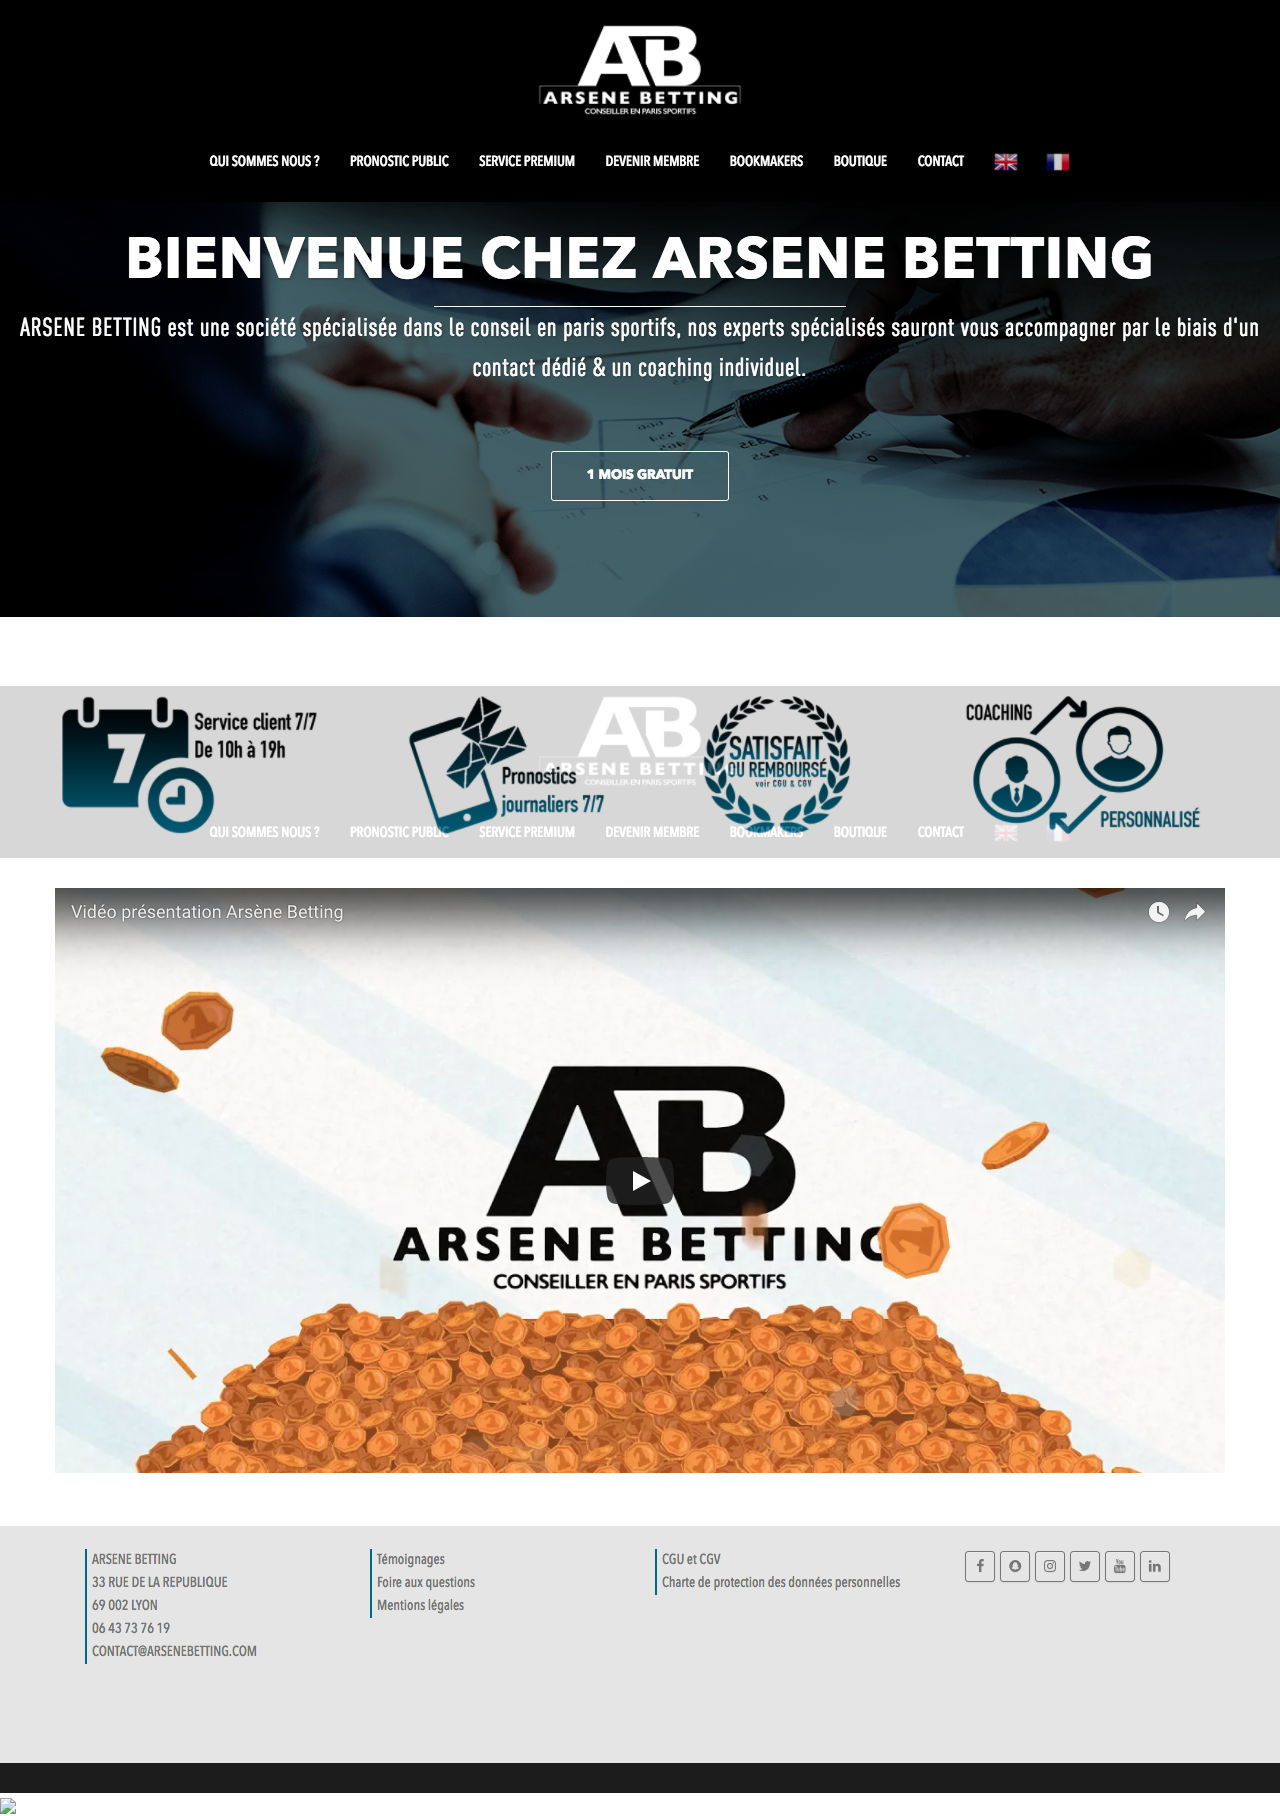 AB
ARSENE BETTING
CONSEILLER EN PARIS SPORTIFS
QUI SOMMES NOUS ? PRONOSTIC PUBLIC SERVICE PREMIUM DEVENIR MEMBRE BOOKMAKERS BOUTIQUE CONTACT
BIENVENUE CHEZ ARSENE BETTING
ARSENE BETTING est une société spécialisée dans le conseil en paris sportifs, nos experts spécialisés sauront vous accompagner par le biais d'un
contact dédié & un coaching individuel.
1 MOIS GRATUIT
7
Service client 7/7
De 10h à 19h
Pronostics
journaliers 7/7
AB
ARSENE BETTI
CONSEILLER EN PARIS SPORTIFS
SATISFAIT
OU REMBOURSÉ
voir CGU & CGV
COACHING
PERSONNALISÉ
QUI SOMMES NOUS ? PRONOSTIC PUBLIC SERVICE PREMIUM DEVENIR MEMBRE BOOKMAKERS BOUTIQUE CONTACT
Vidéo présentation Arsène Betting
AB
ARSENE BETTING
CONSEILLER EN PARIS SPORTIFS
ARSENE BETTING
33 RUE DE LA REPUBLIQUE
69 002 LYON
06 43 73 76 19
CONTACT@ARSENEBETTING.COM
Témoignages
Foire aux questions
Mentions légales
CGU et CGV
Charte de protection des données personnelles